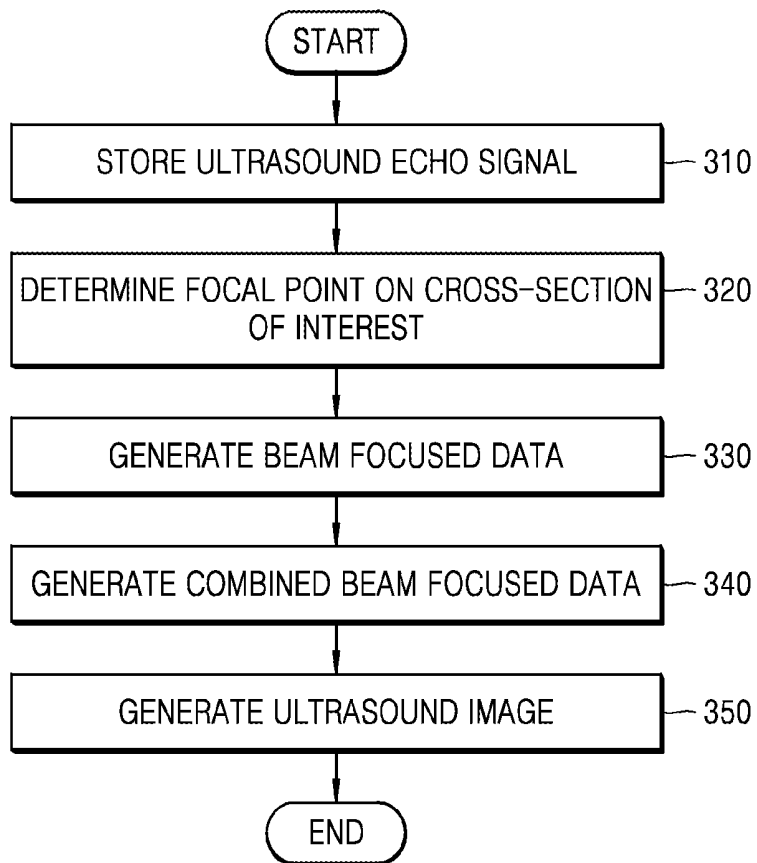 START
STORE ULTRASOUND ECHO SIGNAL
310
DETERMINE FOCAL POINT ON CROSS-SECTION
OF INTEREST
320
GENERATE BEAM FOCUSED DATA
330
GENERATE COMBINED BEAM FOCUSED DATA
340
GENERATE ULTRASOUND IMAGE
350
END